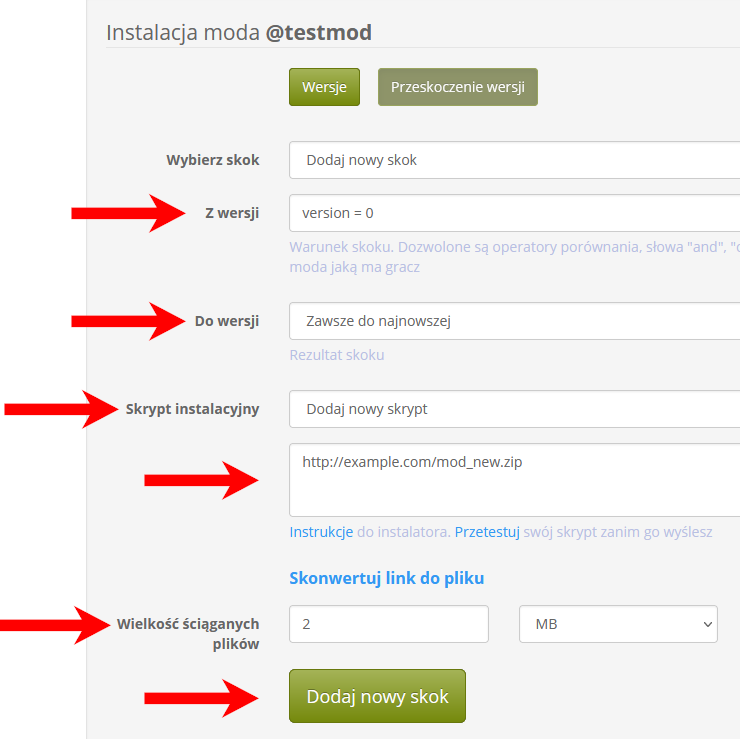 Instalacja moda @testmod
Wersje
Przeskoczenie wersji
Wybierz skok
Dodaj nowy skok
Z wersji
version = 0
Warunek skoku. Dozwolone są operatory porównania, słowa "and",
moda jaką ma gracz
Do wersji
Zawsze do najnowszej
Rezultat skoku
Skrypt instalacyjny
Dodaj nowy skrypt
http://example.com/mod_new.zip
Instrukcje do instalatora. Przetestuj swój skrypt zanim go wyślesz
Skonwertuj link do pliku
Wielkość ściąganych
plików
2
MB
Dodaj nowy skok